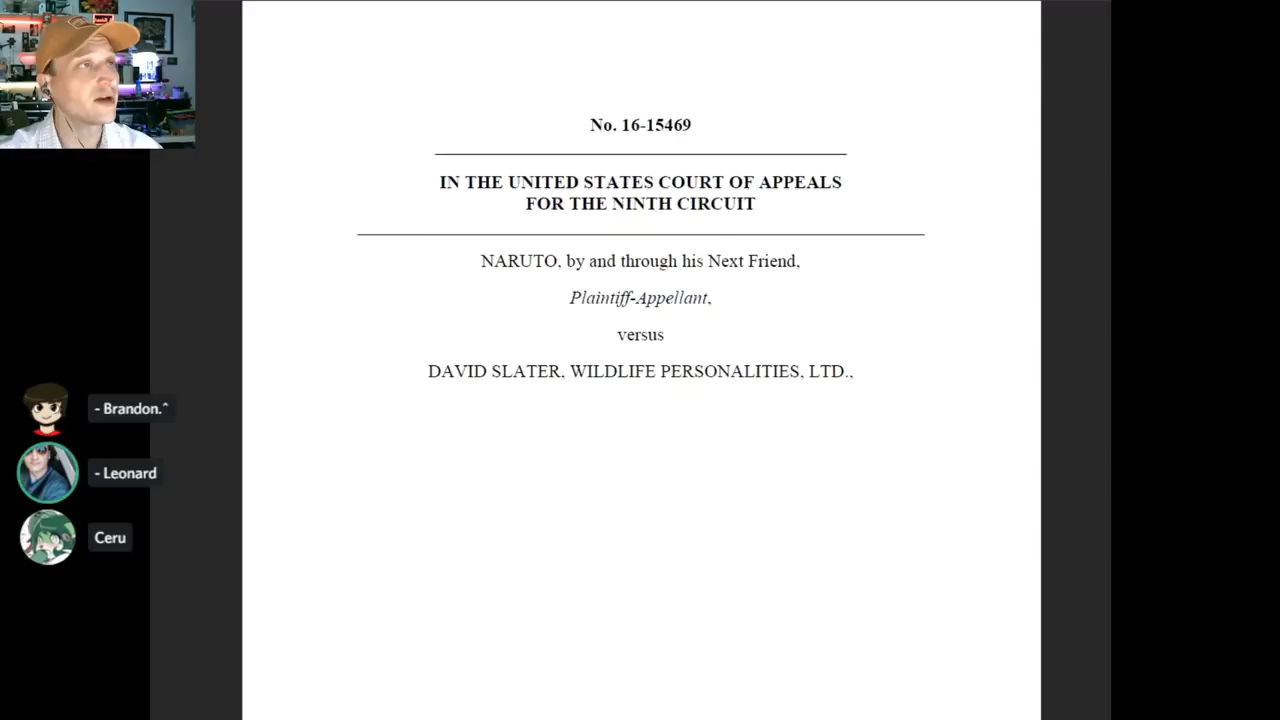 No. 16-15469
IN THE UNITED STATES COURT OF APPEALS
FOR THE NINTH CIRCUIT
NARUTO, by and through his Next Friend,
Plaintiff-Appellant,
versus
DAVID SLATER, WILDLIFE PERSONALITIES, LTD.,
- Brandon.^
- Leonard
Ceru